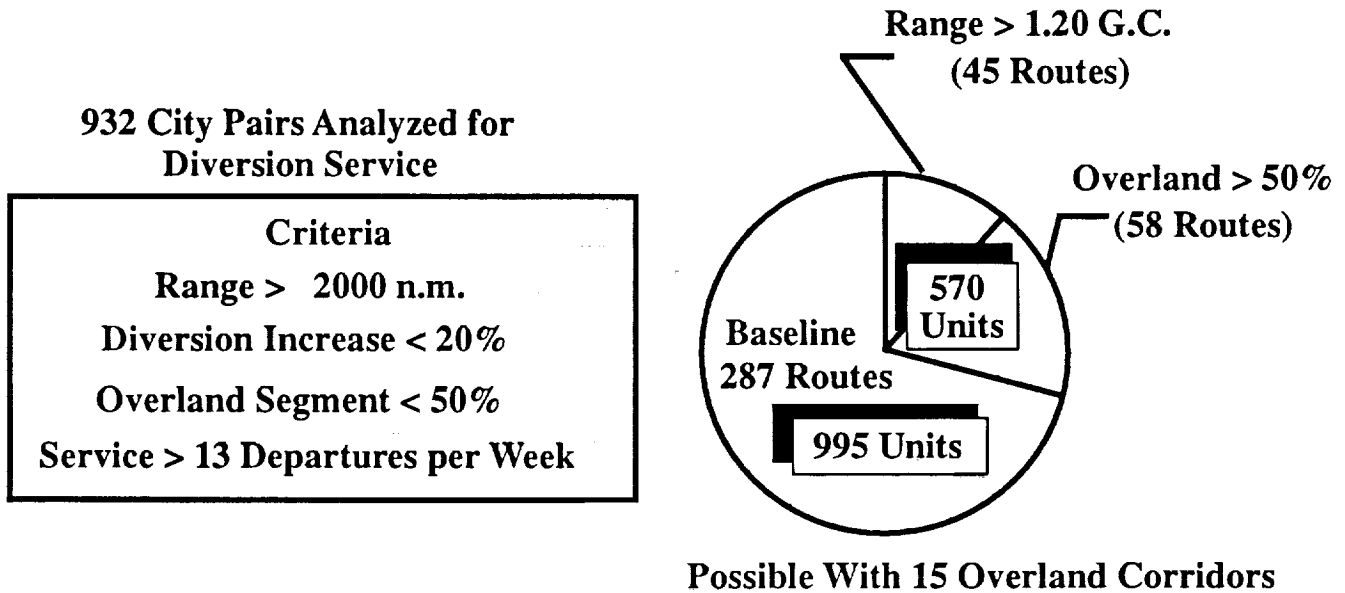 932 City Pairs Analyzed for
Diversion Service
Criteria
Range > 2000 n.m.
Diversion Increase < 20%
Overland Segment < 50%
Service > 13 Departures per Week
Range > 1.20 G.C.
(45 Routes)
Overland > 50%
(58 Routes)
570
Units
Baseline
287 Routes
995 Units
Possible With 15 Overland Corridors